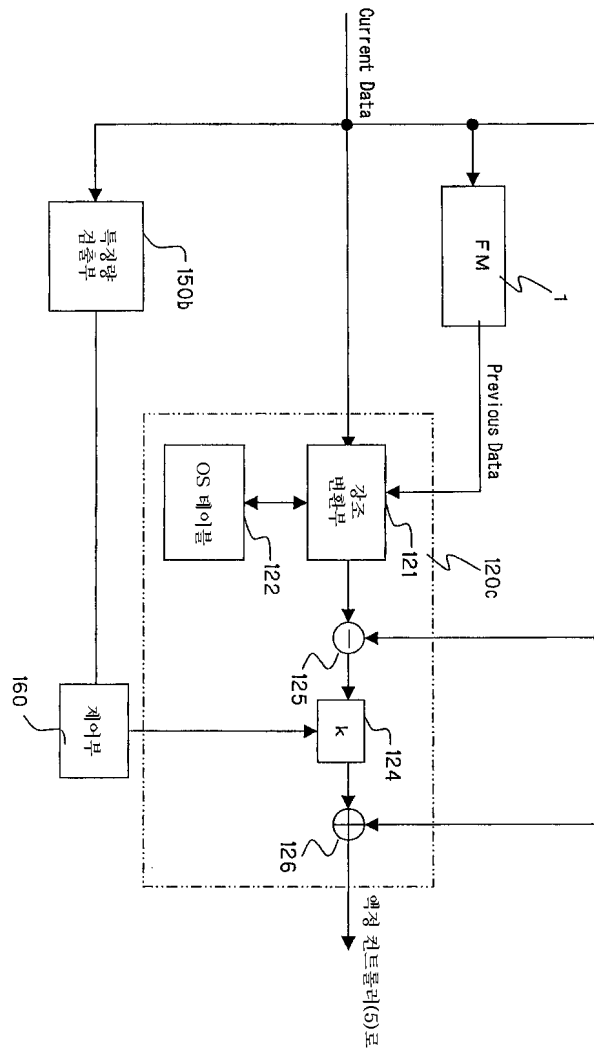 Current Data
FM
1
Previous Data
특징량
검출부
150b
강조
변환부
121
OS 테이블
122
120c
125
k
124
126
제어부
160
액정 컨트롤러(5)로